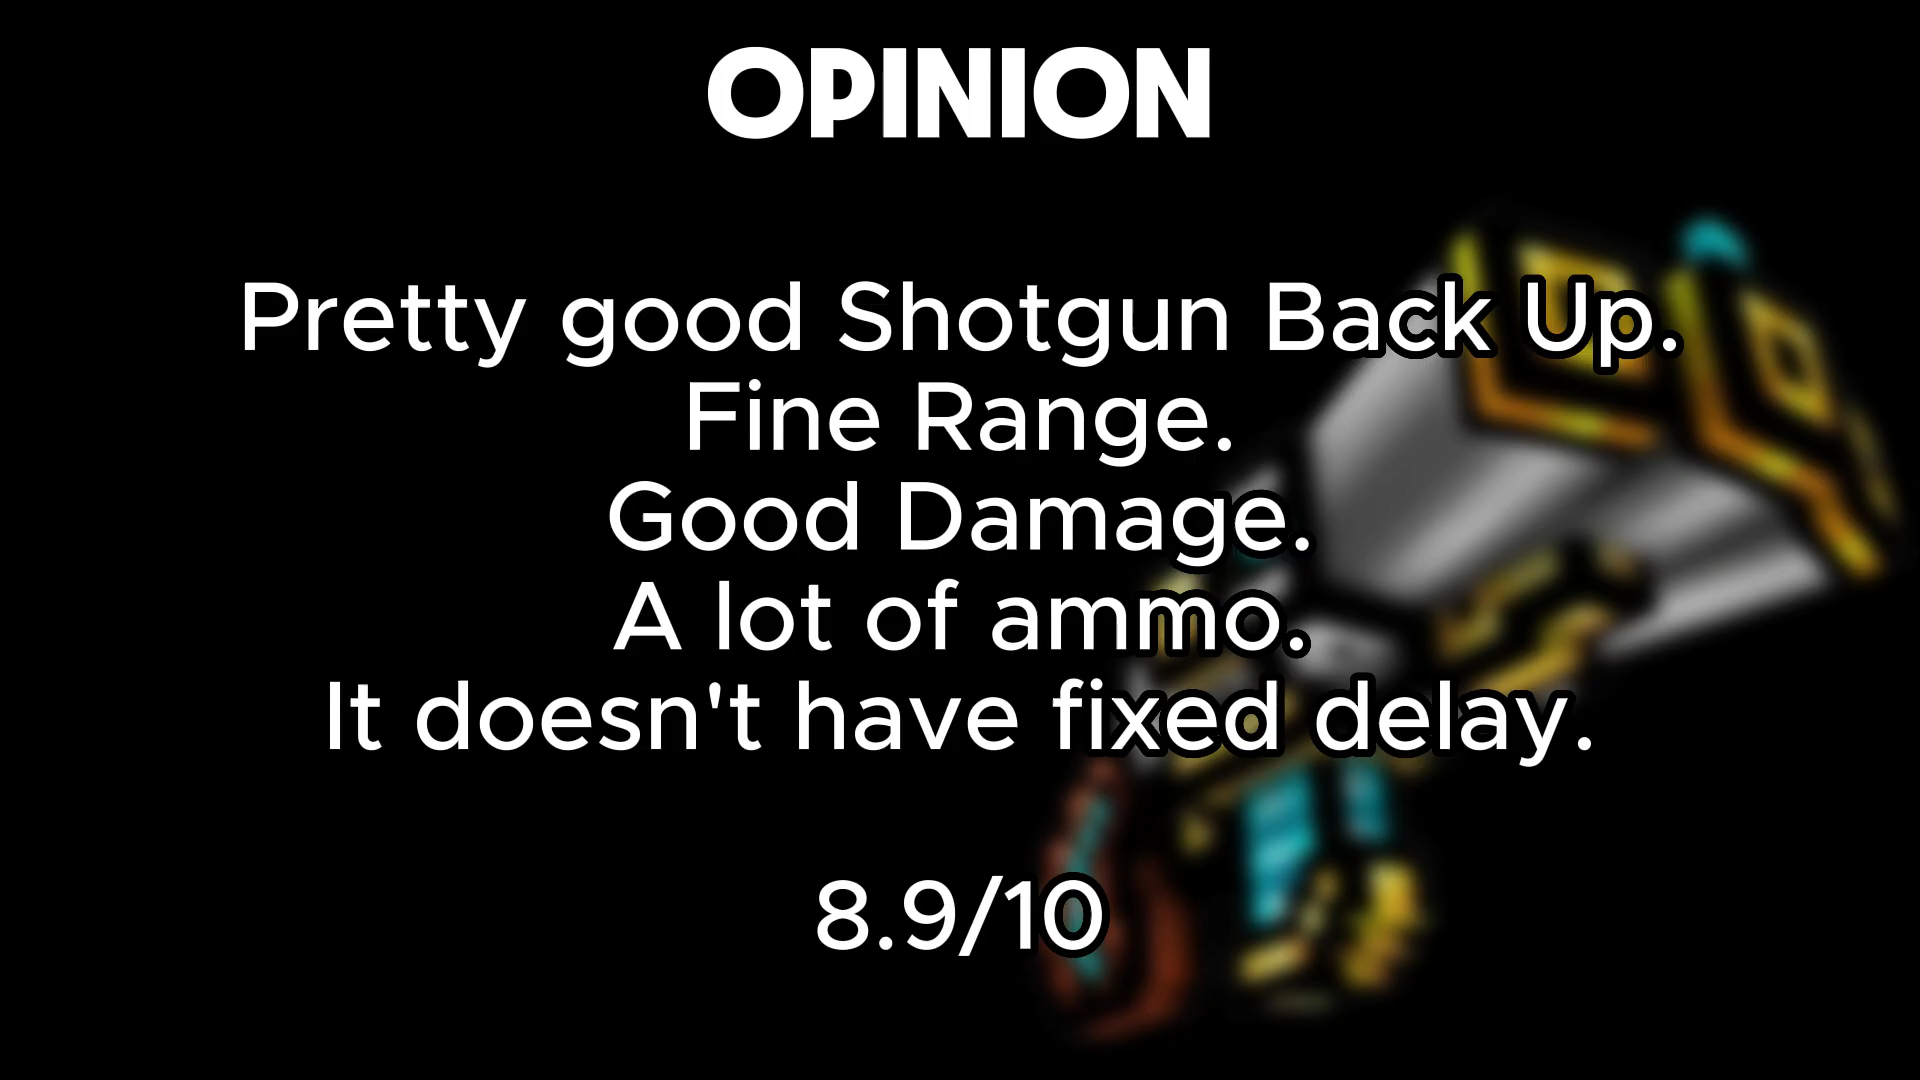 OPINION
Pretty good Shotgun Back Up.
Fine Range.
Good Damage.
A lot of ammo.
It doesn't have fixed delay.
8.9/10